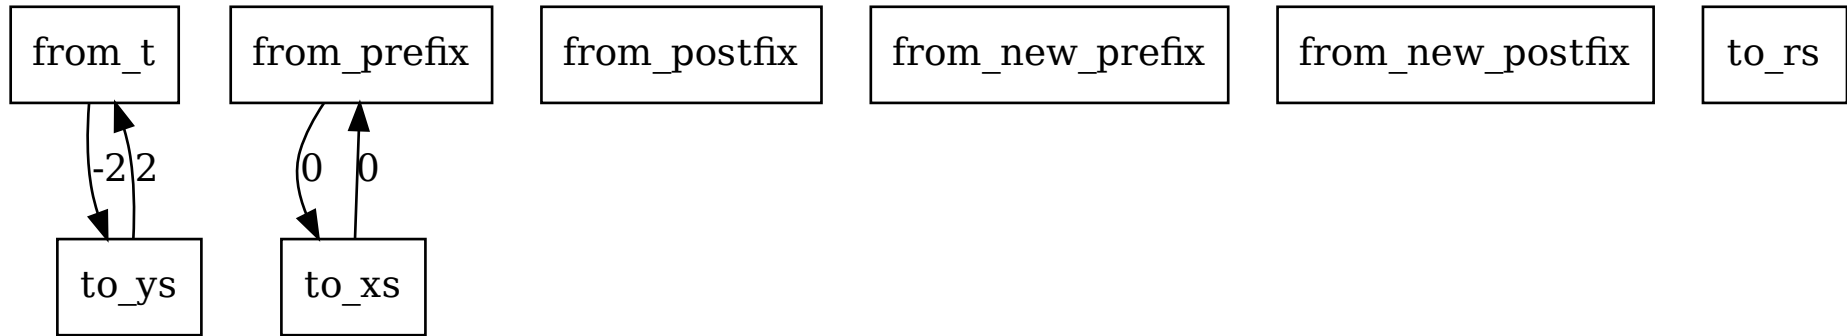 from_t
from_prefix
from_postfix
from_new_prefix
from_new_postfix
to_rs
-2
2
0
0
to_ys
to_xs